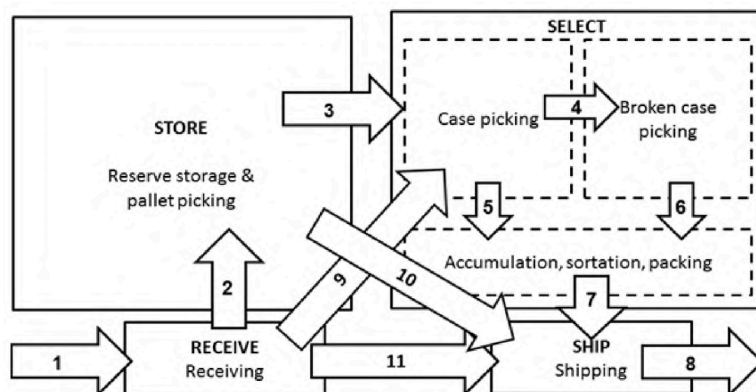 SELECT
3
4
STORE
Case picking
Broken case
picking
Reserve storage &
pallet picking
5
6
2
9
10
Accumulation, sortation, packing
7
1
RECEIVE
Receiving
11
SHIP
Shipping
8